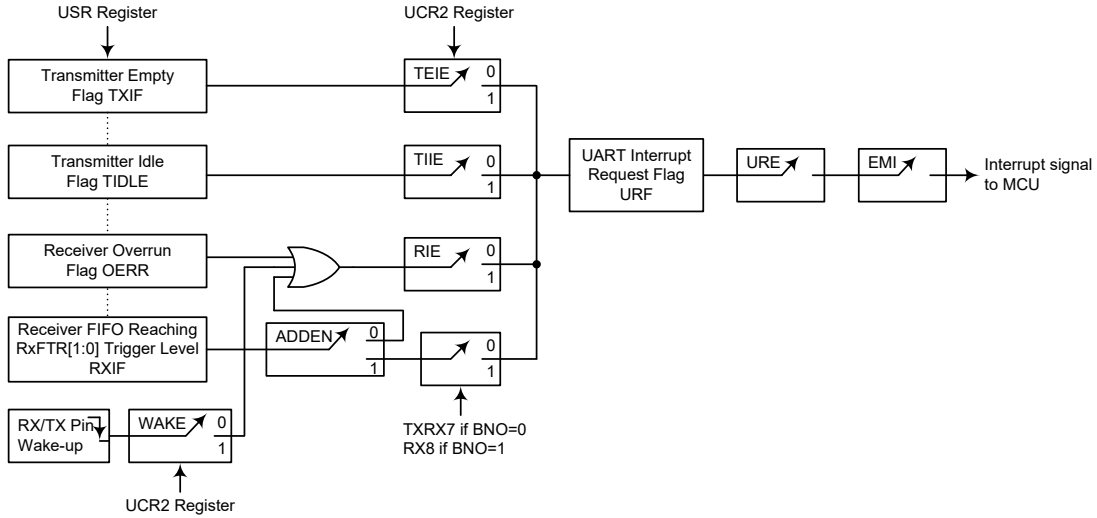 USR Register
UCR2 Register
Transmitter Empty
Flag TXIF
TEIE
0
1
Transmitter Idle
Flag TIDLE
TIIE
0
1
UART Interrupt
Request Flag
URF
URE
EMI
Interrupt signal
to MCU
Receiver Overrun
Flag OERR
RIE
0
1
Receiver FIFO Reaching
RxFTR[1:0] Trigger Level
RXIF
ADDEN
0
1
0
1
RX/TX Pin
Wake-up
WAKE
0
1
TXRX7 if BNO=0
RX8 if BNO=1
UCR2 Register